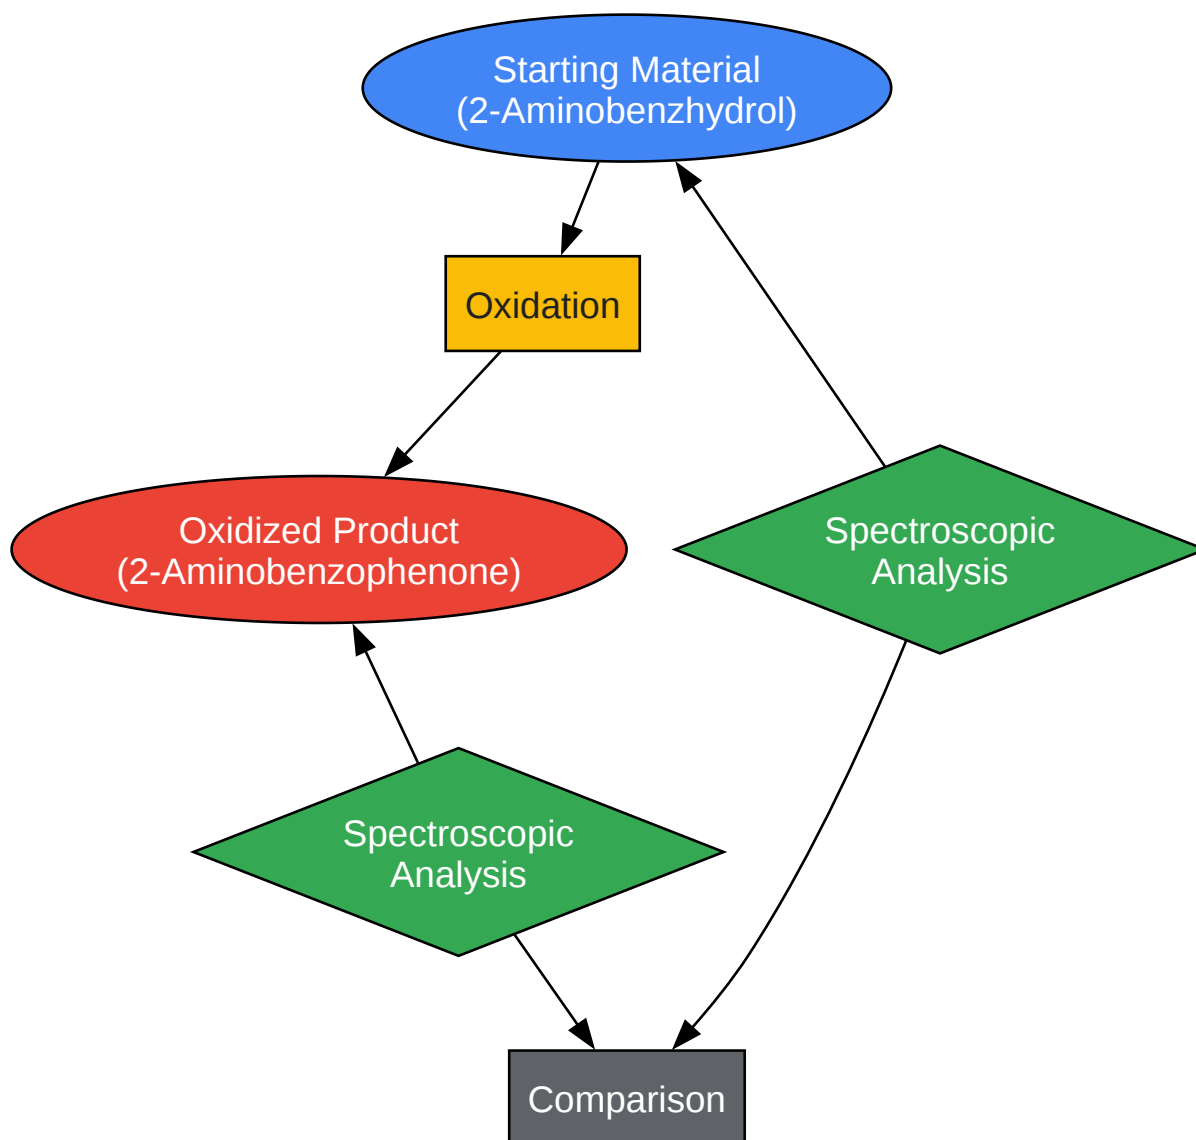 Starting Material
(2-Aminobenzhydrol)
Oxidation
Oxidized Product
(2-Aminobenzophenone)
Spectroscopic
Analysis
Spectroscopic
Analysis
Comparison